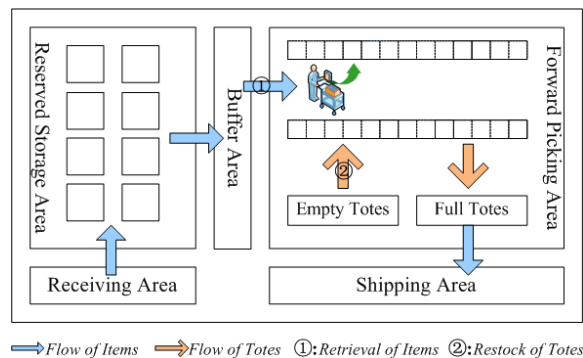 Reserved Storage Area
Buffer Area
①
Forward Picking Area
②
Empty Totes
Full Totes
Receiving Area
Shipping Area
Flow of Items
Flow of Totes
①:Retrieval of Items
②:Restock of Totes